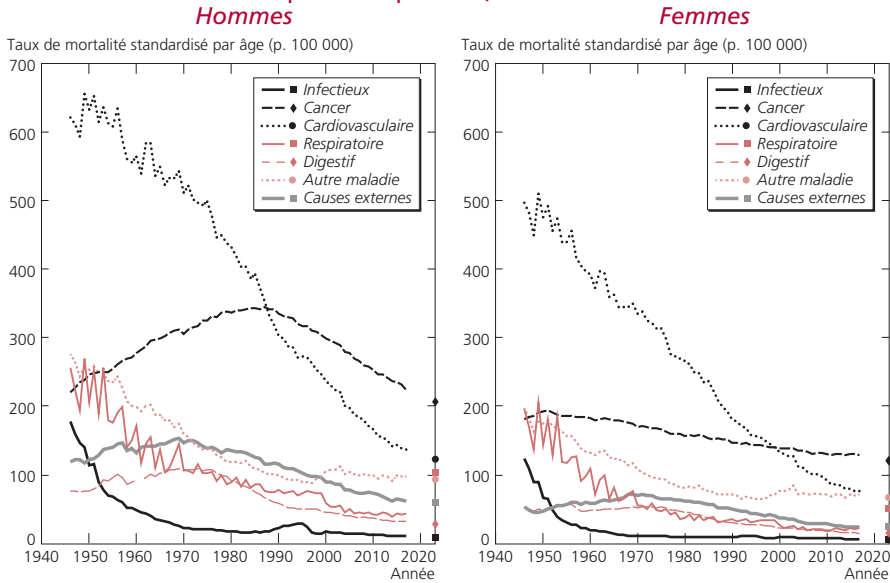 Hommes
Taux de mortalité standardisé par âge (p. 100 000)
700
600
500
400
300
200
100
0
1940 1950 1960 1970 1980 1990 2000 2010 2020
Année
Infectieux
Cancer
Cardiovasculaire
Respiratoire
Digestif
Autre maladie
Causes externes
Femmes
Taux de mortalité standardisé par âge (p. 100 000)
700
600
500
400
300
200
100
0
1940 1950 1960 1970 1980 1990 2000 2010 2020
Année
Infectieux
Cancer
Cardiovasculaire
Respiratoire
Digestif
Autre maladie
Causes externes